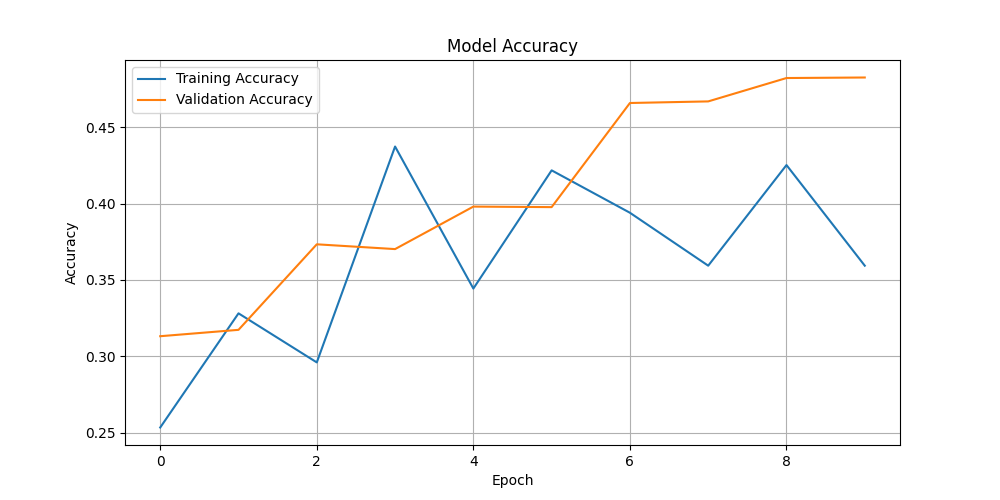 Model Accuracy
Training Accuracy
Validation Accuracy
0.45
0.40
0.35
0.30
0.25
Accuracy
0 2 4 6 8
Epoch